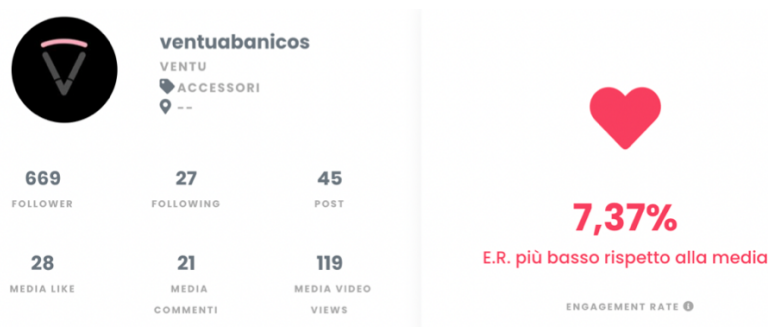 ventuabanicos
VENTU
ACCESSORI
--
669
FOLLOWER
27
FOLLOWING
45
POST
28
MEDIA LIKE
21
MEDIA
COMMENTI
119
MEDIA VIDEO
VIEWS
7,37%
E.R. più basso rispetto alla media
ENGAGEMENT RATE